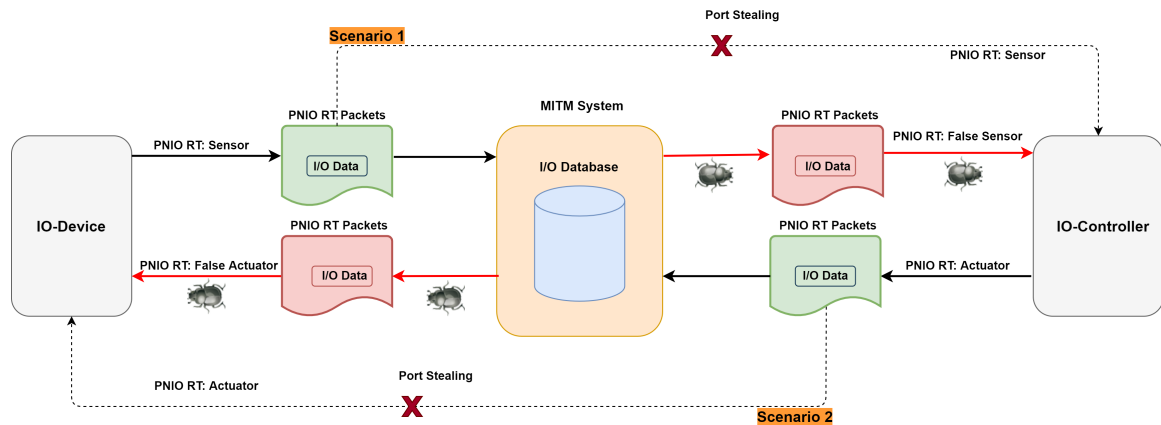 Port Stealing
Scenario 1
PNIO RT: Sensor
MITM System
PNIO RT Packets
PNIO RT Packets
PNIO RT: Sensor
PNIO RT: False Sensor
I/O Data
I/O Database
I/O Data
IO-Device
IO-Controller
PNIO RT Packets
PNIO RT Packets
PNIO RT: False Actuator
I/O Data
I/O Data
PNIO RT: Actuator
Port Stealing
PNIO RT: Actuator
Scenario 2